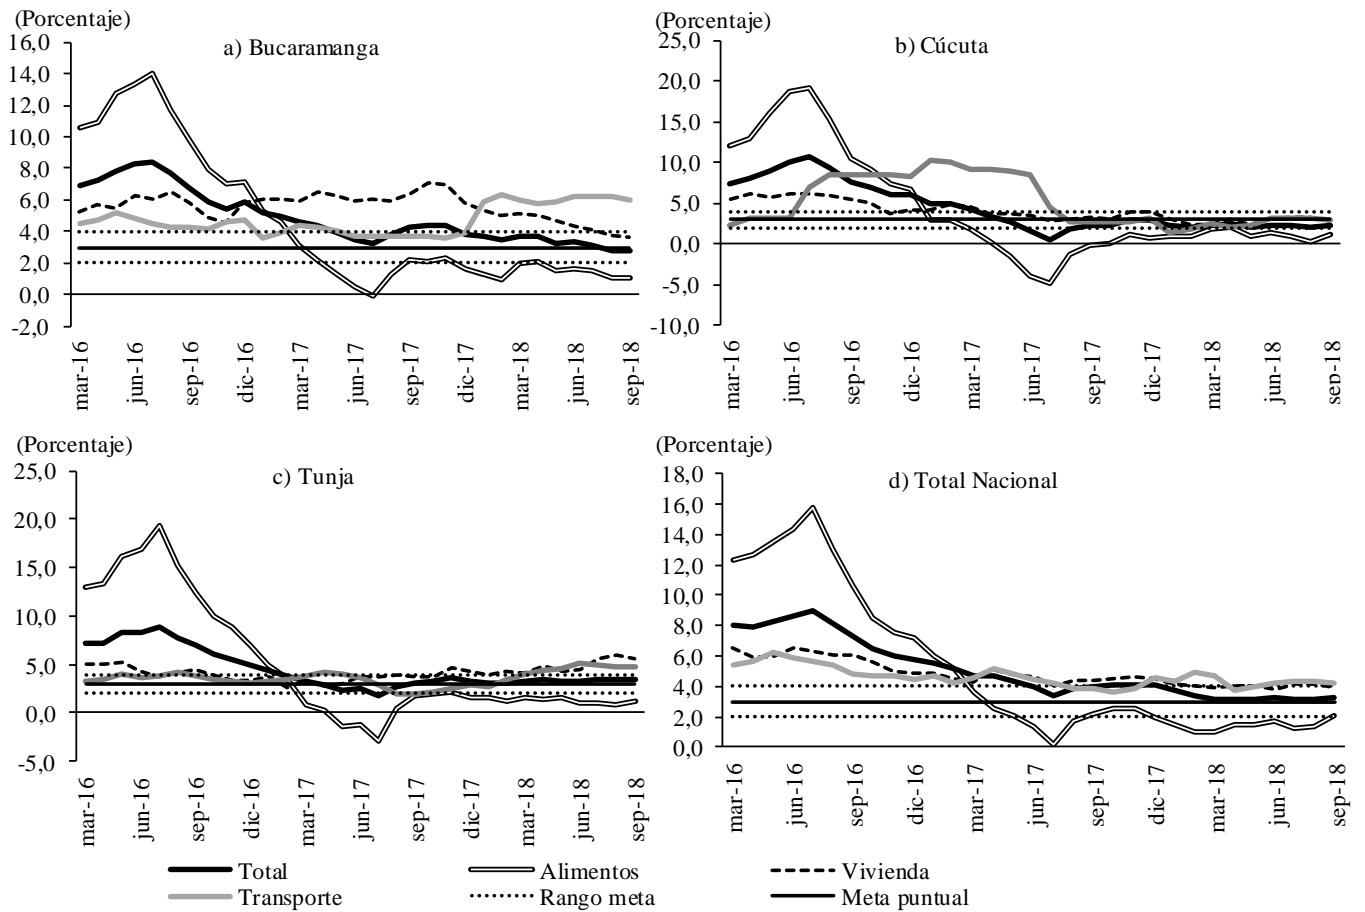 (Porcentaje)
a) Bucaramanga
16,0
14,0
12,0
10,0
8,0
6,0
4,0
2,0
0,0
-2,0
mar-16
jun-16
sep-16
dic-16
mar-17
jun-17
sep-17
dic-17
mar-18
jun-18
sep-18
(Porcentaje)
b) Cúcuta
25,0
20,0
15,0
10,0
5,0
0,0
-5,0
-10,0
mar-16
jun-16
sep-16
dic-16
mar-17
jun-17
sep-17
dic-17
mar-18
jun-18
sep-18
(Porcentaje)
c) Tunja
25,0
20,0
15,0
10,0
5,0
0,0
-5,0
mar-16
jun-16
sep-16
dic-16
mar-17
jun-17
sep-17
dic-17
mar-18
jun-18
sep-18
(Porcentaje)
d) Total Nacional
18,0
16,0
14,0
12,0
10,0
8,0
6,0
4,0
2,0
0,0
mar-16
jun-16
sep-16
dic-16
mar-17
jun-17
sep-17
dic-17
mar-18
jun-18
sep-18
Total
Alimentos
Vivienda
Transporte
Rango meta
Meta puntual